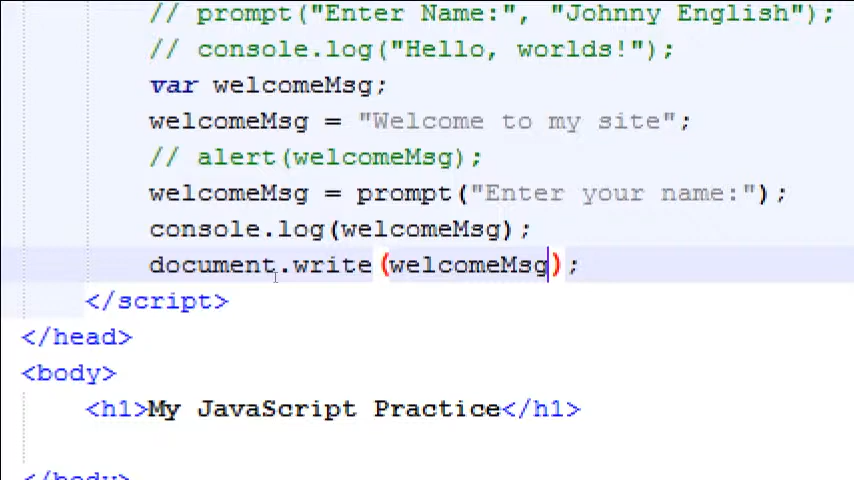 // prompt("Enter Name:", "Johnny English");
// console.log("Hello, worlds!");
var welcomeMsg;
welcomeMsg = "Welcome to my site";
// alert(welcomeMsg);
welcomeMsg = prompt("Enter your name:");
console.log(welcomeMsg);
document.write(welcomeMsg);
</script>
</head>
<body>
<h1>My JavaScript Practice</h1>
</body>